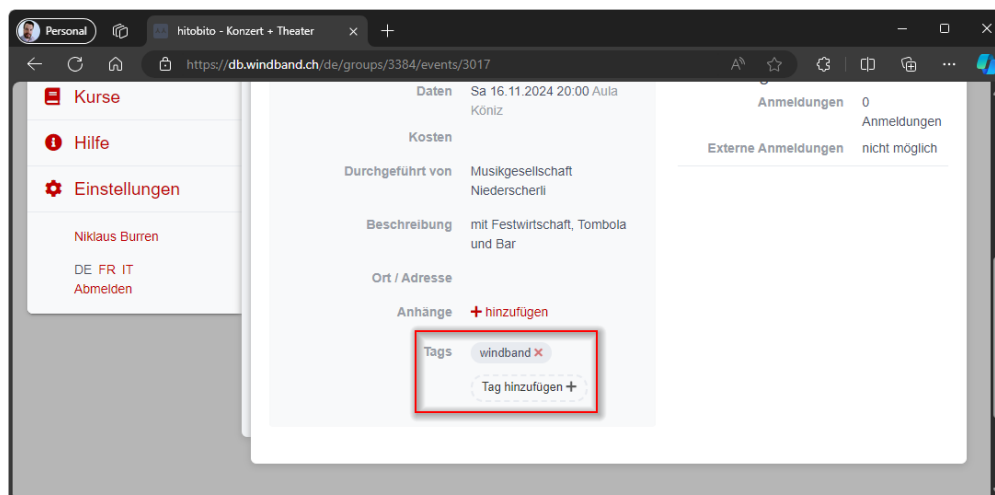 Personal
hitobito - Konzert + Theater
https://db.windband.ch/de/groups/3384/events/3017
Kurse
Hilfe
Einstellungen
Niklaus Burren
DE FR IT
Abmelden
Daten Sa 16.11.2024 20:00 Aula
Köniz
Kosten
Durchgeführt von Musikgesellschaft
Niederscherli
Beschreibung mit Festwirtschaft, Tombola
und Bar
Ort / Adresse
Anhänge + hinzufügen
Tags windband ×
Tag hinzufügen +
Anmeldungen 0
Anmeldungen
Externe Anmeldungen nicht möglich